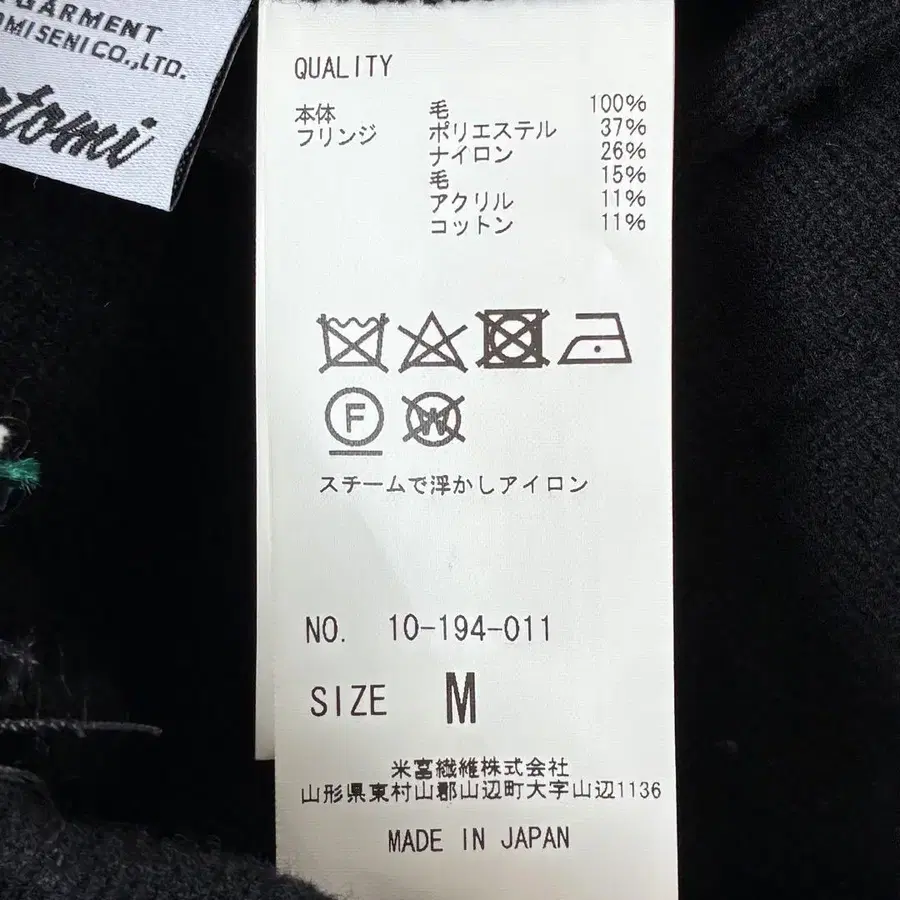 GARMENT
OMISENI CO.,LTD.
tomi
QUALITY
本体 毛 100%
フリンジ ポリエステル 37%
ナイロン 26%
毛 15%
アクリル 11%
コットン 11%
F
W
スチームで浮かしアイロン
NO. 10-194-011
SIZE M
米富繊維株式会社
山形県東村山郡山辺町大字山辺1136
MADE IN JAPAN